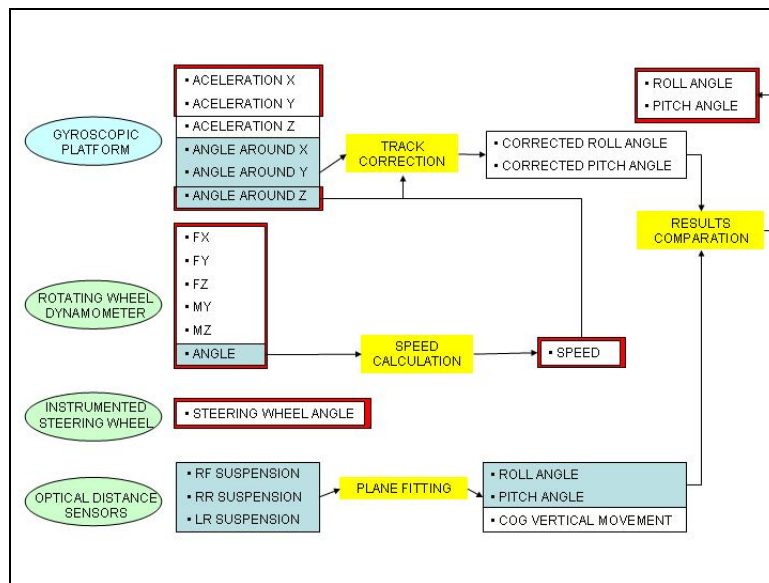 GYROSCOPIC
PLATFORM
▪ ACELERATION X
▪ ACELERATION Y
▪ ACELERATION Z
▪ ANGLE AROUND X
▪ ANGLE AROUND Y
▪ ANGLE AROUND Z
TRACK
CORRECTION
▪ CORRECTED ROLL ANGLE
▪ CORRECTED PITCH ANGLE
▪ ROLL ANGLE
▪ PITCH ANGLE
RESULTS
COMPARATION
ROTATING WHEEL
DYNAMOMETER
▪ FX
▪ FY
▪ FZ
▪ MY
▪ MZ
▪ ANGLE
SPEED
CALCULATION
▪ SPEED
INSTRUMENTED
STEERING WHEEL
▪ STEERING WHEEL ANGLE
OPTICAL DISTANCE
SENSORS
▪ RF SUSPENSION
▪ RR SUSPENSION
▪ LR SUSPENSION
PLANE FITTING
▪ ROLL ANGLE
▪ PITCH ANGLE
▪ COG VERTICAL MOVEMENT